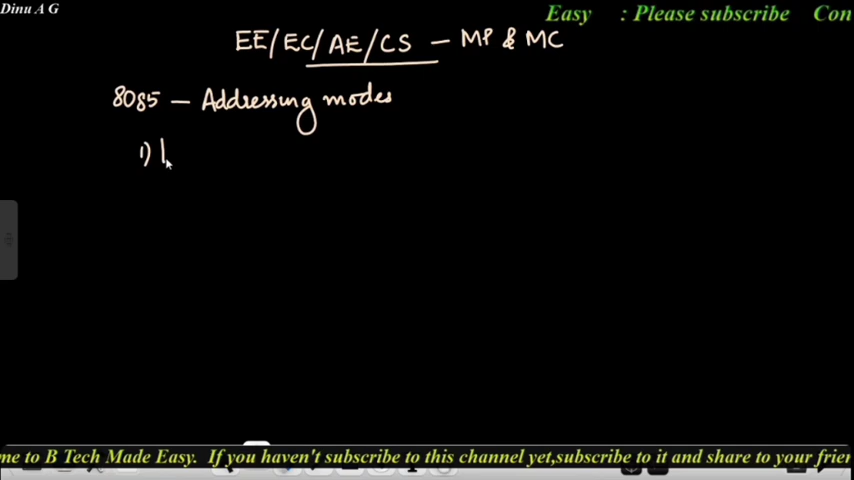 Dinu A G
Easy : Please subscribe Con
EE/EC/AE/CS - MP & MC
8085 - Addressing modes
1)
me to B Tech Made Easy. If you haven't subscribe to this channel yet,subscribe to it and share to your frien